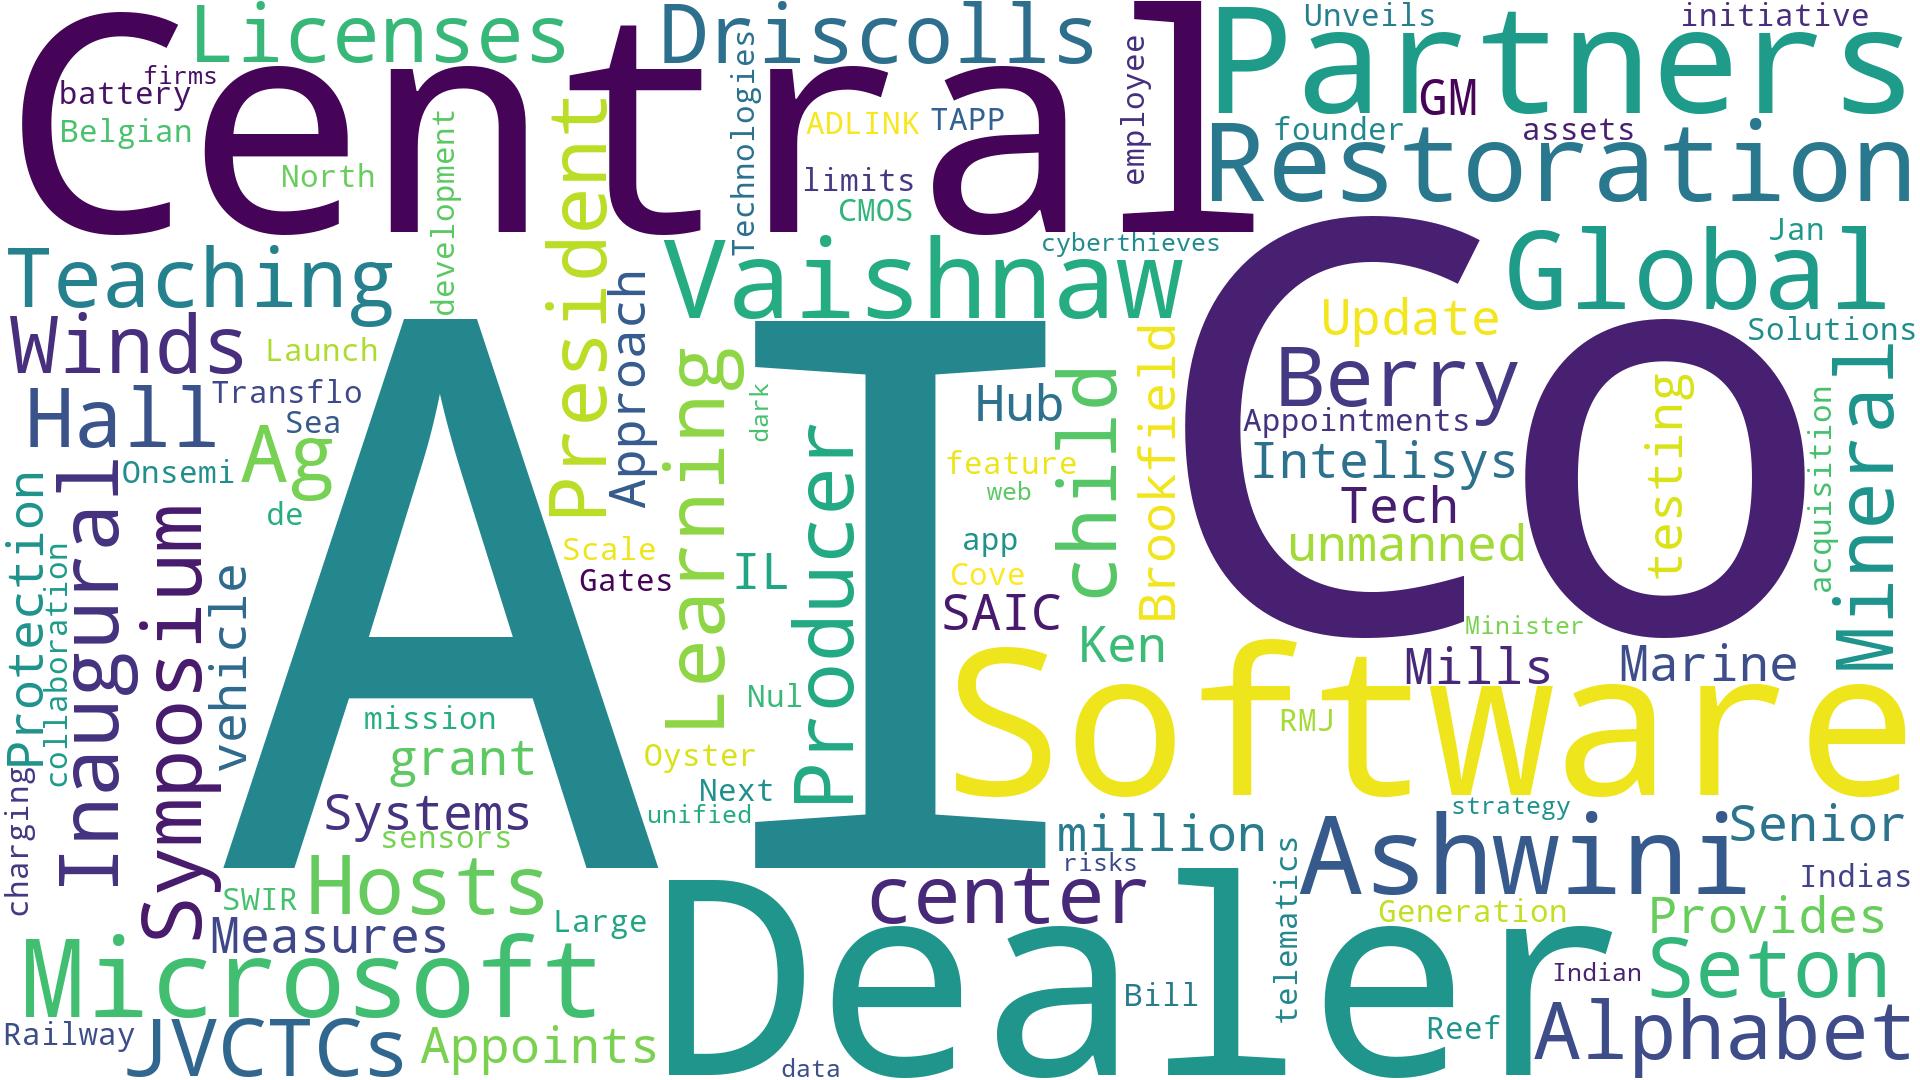 Central
Licenses
Driscolls
Partners
Unveils
initiative
firms
battery
Belgian
North
development
President
Technologies
ADLINK
TAPP
limits
CMOS
employee
GM
founder
assets
Restoration
Teaching
Winds
Launch
Transflo
Hall
Sea
Ag
Onsemi
de
Approach
Vaishnaw
cyberthieves
Global
Jan
Solutions
AI
Co
Update
Berry
Appointments
Intelisys
Tech
unmanned
testing
acquisition
Mineral
Learning
dark
Producer
Hub
feature
web
app
Cove
SAIC
child
Brookfield
Ken
Scale
Gates
IL
Nul
Oyster
Next
unified
Protection
collaboration
charging
Inaugural
Symposium
vehicle
mission
grant
Systems
sensors
Hosts
SWIR
Large
Measures
Microsoft
Railway
JVCTCs
Appoints
Minister
Mills
Marine
Software
RMJ
million
risks
center
strategy
Ashwini
Senior
Indias
telematics
Generation
Provides
Seton
Indian
Dealer
Bill
Reef
Alphabet
data